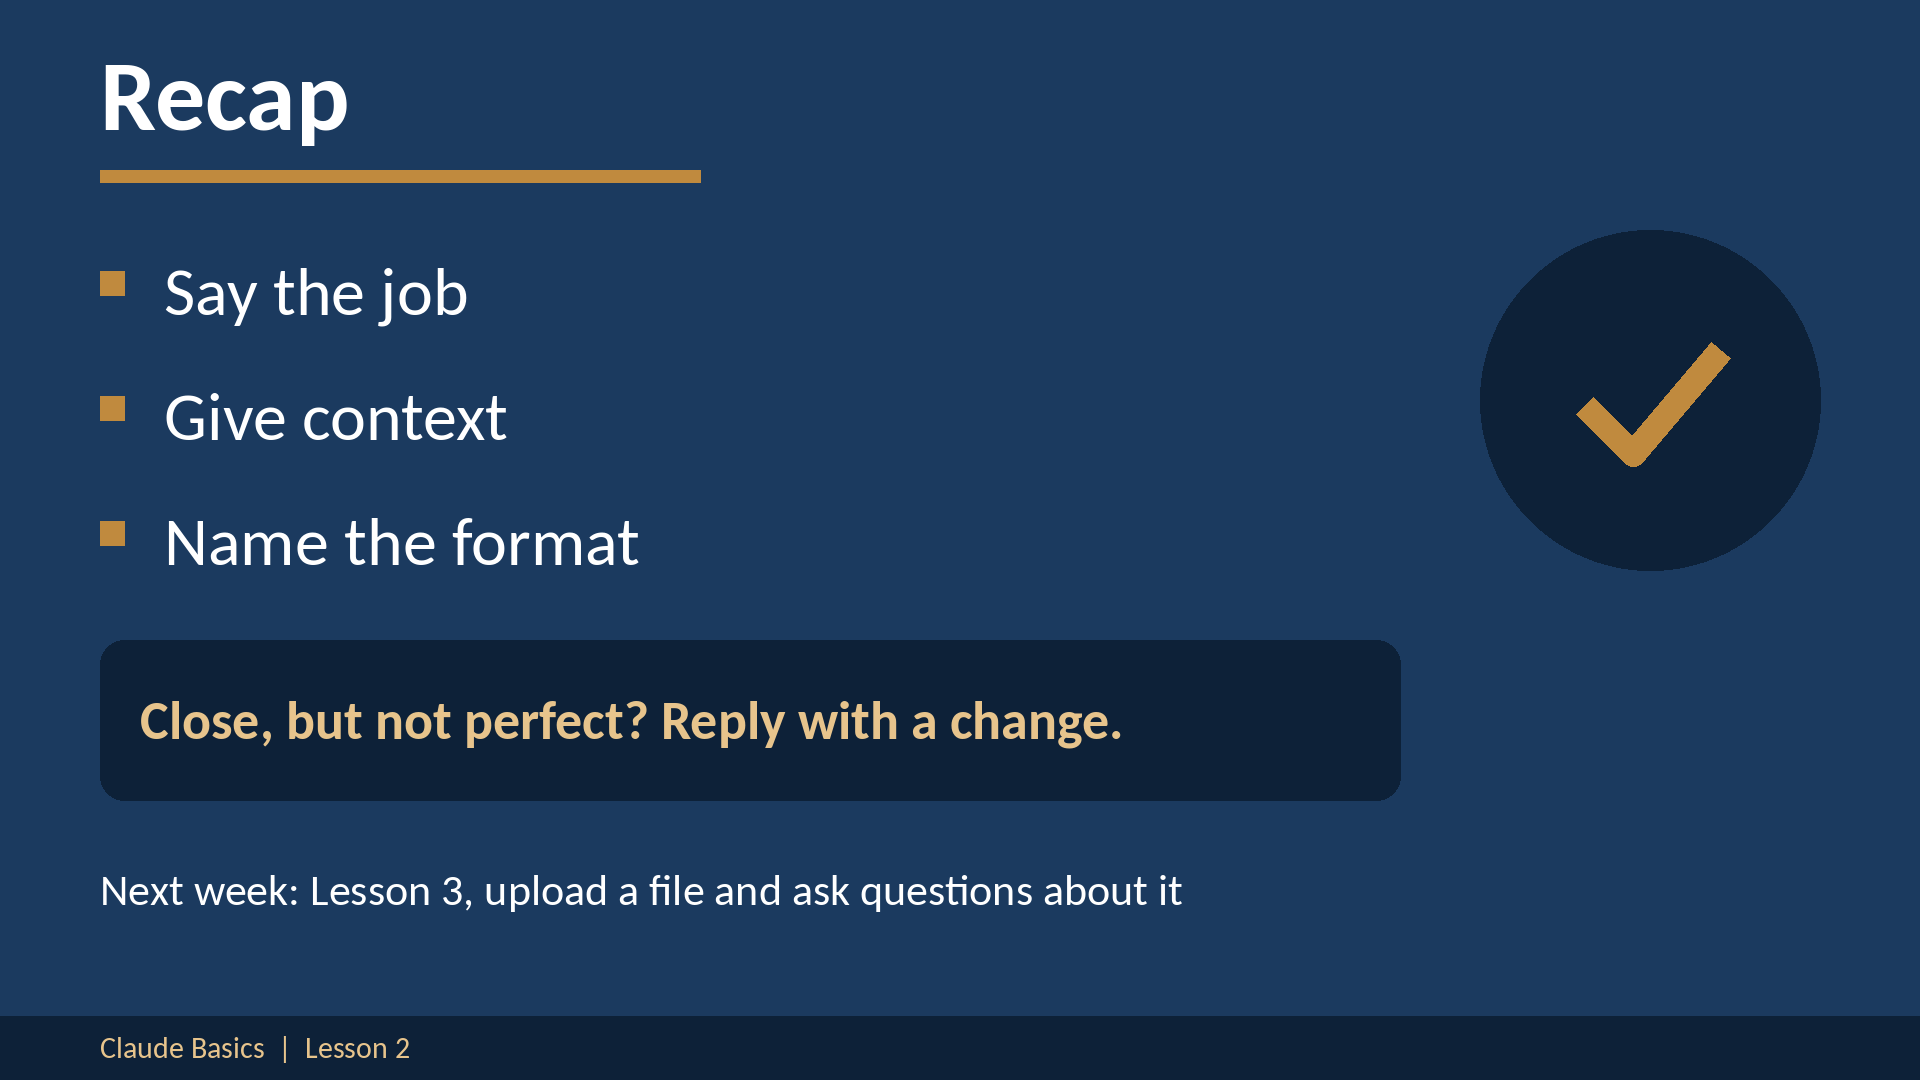 Recap
Say the job
Give context
Name the format
Close, but not perfect? Reply with a change.
Next week: Lesson 3, upload a file and ask questions about it
Claude Basics | Lesson 2